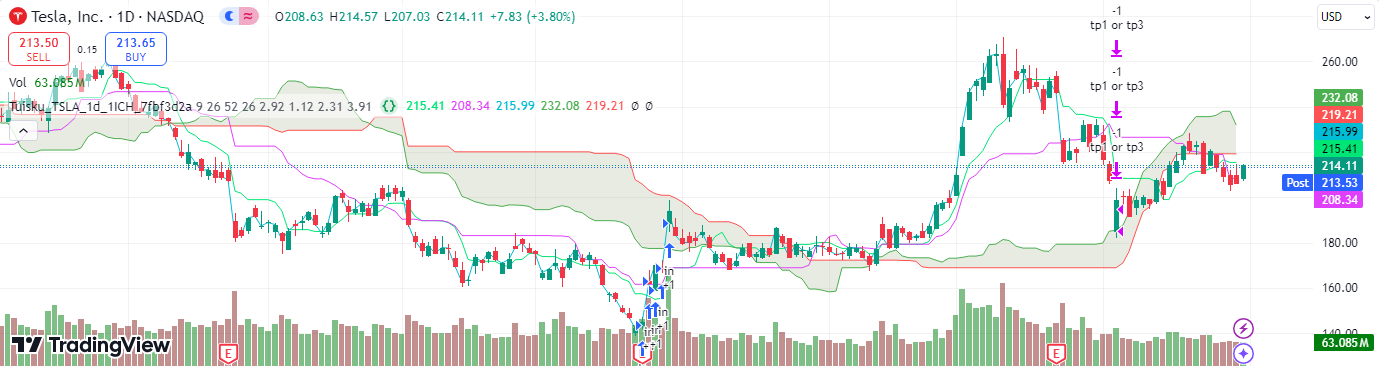 Tesla, Inc. · 1D · NASDAQ O208.63 H214.57 L207.03 C214.11 +7.83 (+3.80%)
USD
213.50
SELL
0.15
213.65
BUY
Vol 63.085M
Tuisku_TSLA_1d_1ICH_7fbf3d2a 9 26 52 26 2.92 1.12 2.31 3.91 {} 215.41 208.34 215.99 232.08 219.21 Ø Ø
-1
tp1 or tp3
-1
tp1 or tp3
-1
tp1 or tp3
260.00
232.08
219.21
215.99
215.41
214.11
Post 213.53
208.34
180.00
140.00
63.085M
in
+1
in
+1
in
+1
E
E
E
TradingView